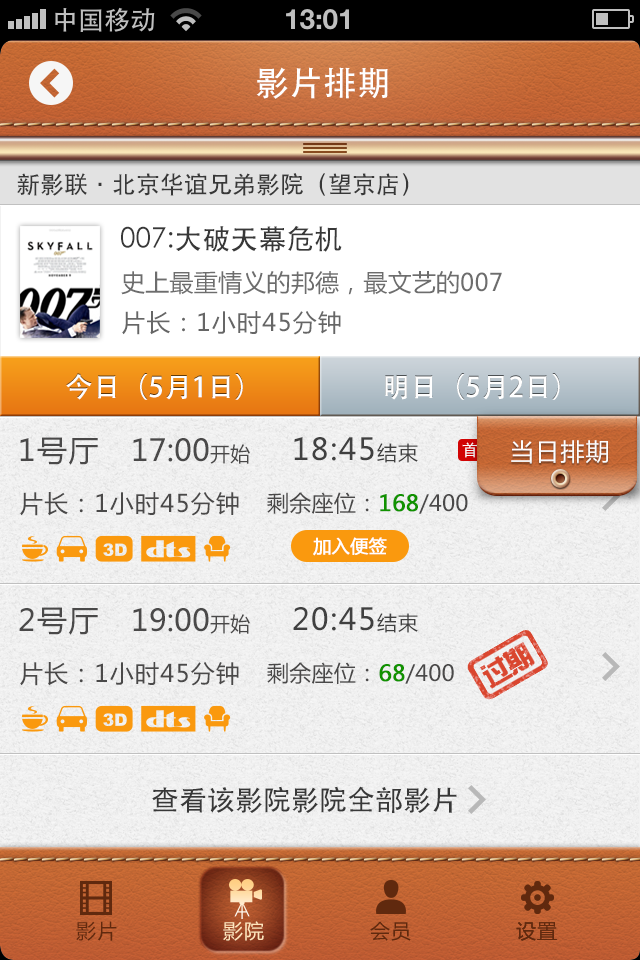 中国移动 13:01
影片排期
新影联·北京华谊兄弟影院（望京店）
SKYFALL
007
007:大破天幕危机
史上最重情义的邦德，最文艺的007
片长：1小时45分钟
今日（5月1日）
明日（5月2日）
当日排期
1号厅 17:00开始 18:45结束 首
片长：1小时45分钟 剩余座位：168/400
3D dts 加入便签
2号厅 19:00开始 20:45结束
片长：1小时45分钟 剩余座位：68/400 过期
3D dts
查看该影院影院全部影片
影片 影院 会员 设置